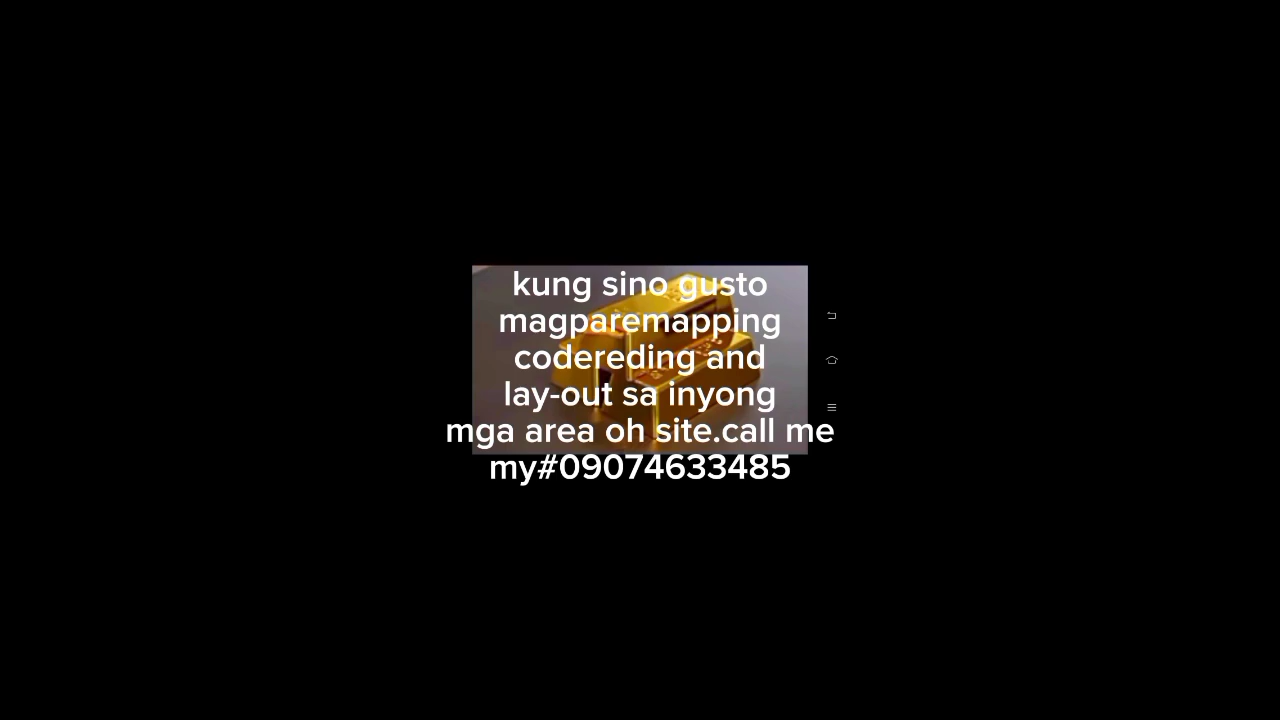 kung sino gusto
magparemapping
codereding and
lay-out sa inyong
mga area oh site.call me
my#09074633485